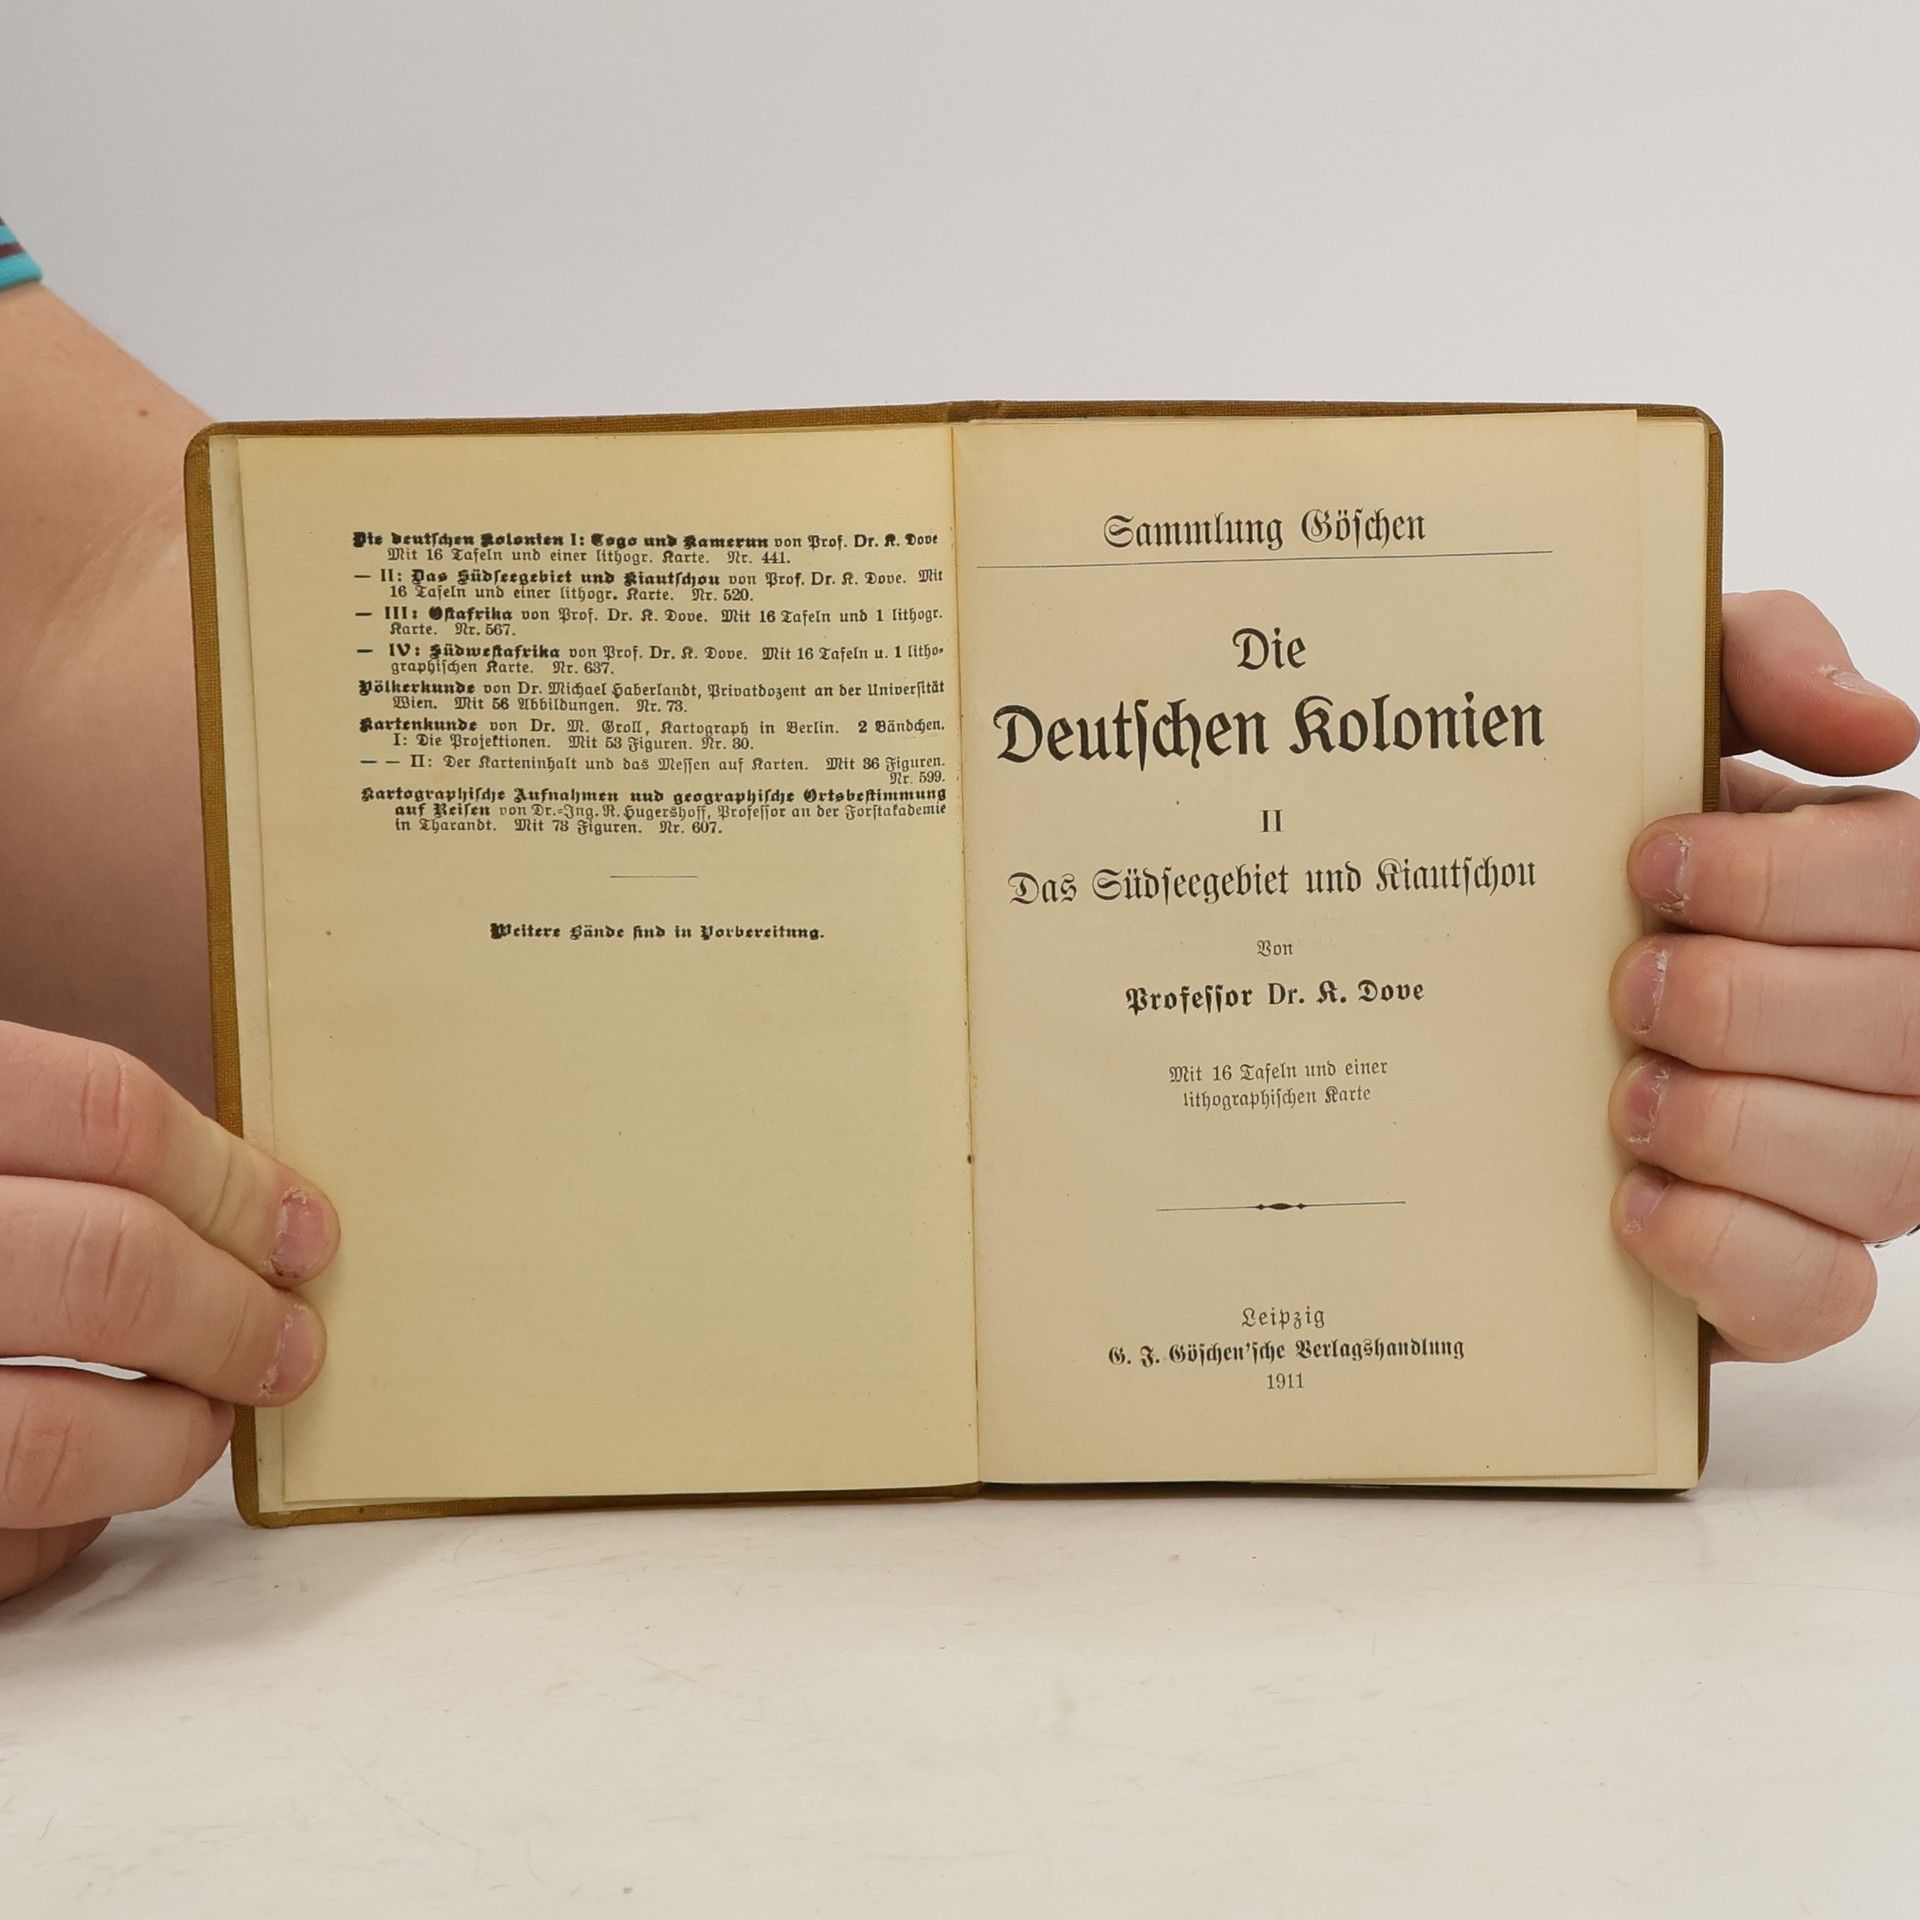 Die deutschen Kolonien I: Togo und Kamerun von Prof. Dr. K. Dove
Mit 16 Tafeln und einer lithogr. Karte. Nr. 441.
— II: Das Südseegebiet und Kiautschou von Prof. Dr. K. Dove. Mit
16 Tafeln und einer lithogr. Karte. Nr. 520.
— III: Ostafrika von Prof. Dr. K. Dove. Mit 16 Tafeln und 1 lithogr.
Karte. Nr. 567.
— IV: Südwestafrika von Prof. Dr. K. Dove. Mit 16 Tafeln u. 1 litho-
graphischen Karte. Nr. 637.
Völkerkunde von Dr. Michael Haberlandt, Privatdozent an der Universität
Wien. Mit 56 Abbildungen. Nr. 73.
Kartenkunde von Dr. M. Groll, Kartograph in Berlin. 2 Bändchen.
I: Die Projektionen. Mit 53 Figuren. Nr. 30.
— — II: Der Karteninhalt und das Messen auf Karten. Mit 36 Figuren.
Nr. 599.
Kartographische Aufnahmen und geographische Ortsbestimmung
auf Reisen von Dr.-Ing. R. Hugershoff, Professor an der Forstakademie
in Tharandt. Mit 73 Figuren. Nr. 607.
Weitere Bände sind in Vorbereitung.
Sammlung Göschen
Die
Deutschen Kolonien
II
Das Südseegebiet und Kiautschou
Von
Professor Dr. K. Dove
Mit 16 Tafeln und einer
lithographischen Karte
Leipzig
G. J. Göschen'sche Verlagshandlung
1911